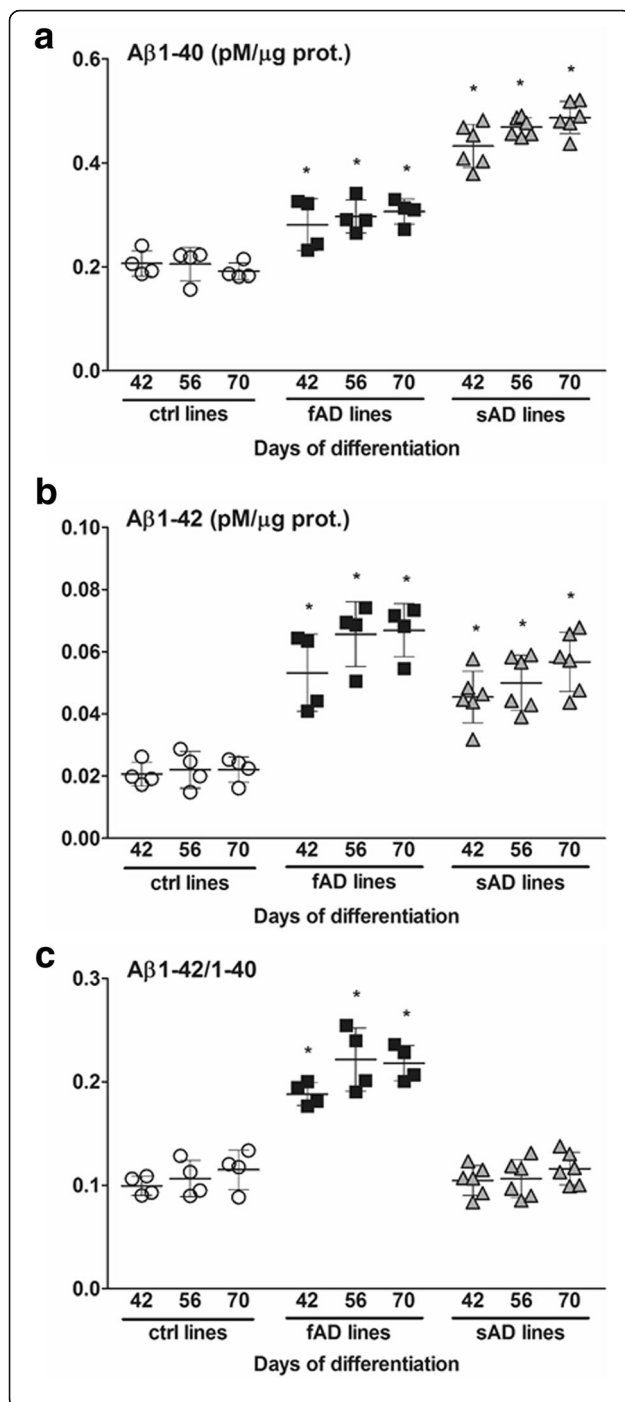 a
Aβ1-40 (pM/μg prot.)
0.6
0.4
0.2
0.0
* * * * * *
42 56 70 42 56 70 42 56 70
ctrl lines fAD lines sAD lines
Days of differentiation
b
Aβ1-42 (pM/μg prot.)
0.10
0.08
0.06
0.04
0.02
0.00
* * * * * *
42 56 70 42 56 70 42 56 70
ctrl lines fAD lines sAD lines
Days of differentiation
c
Aβ1-42/1-40
0.3
0.2
0.1
0.0
* * *
42 56 70 42 56 70 42 56 70
ctrl lines fAD lines sAD lines
Days of differentiation